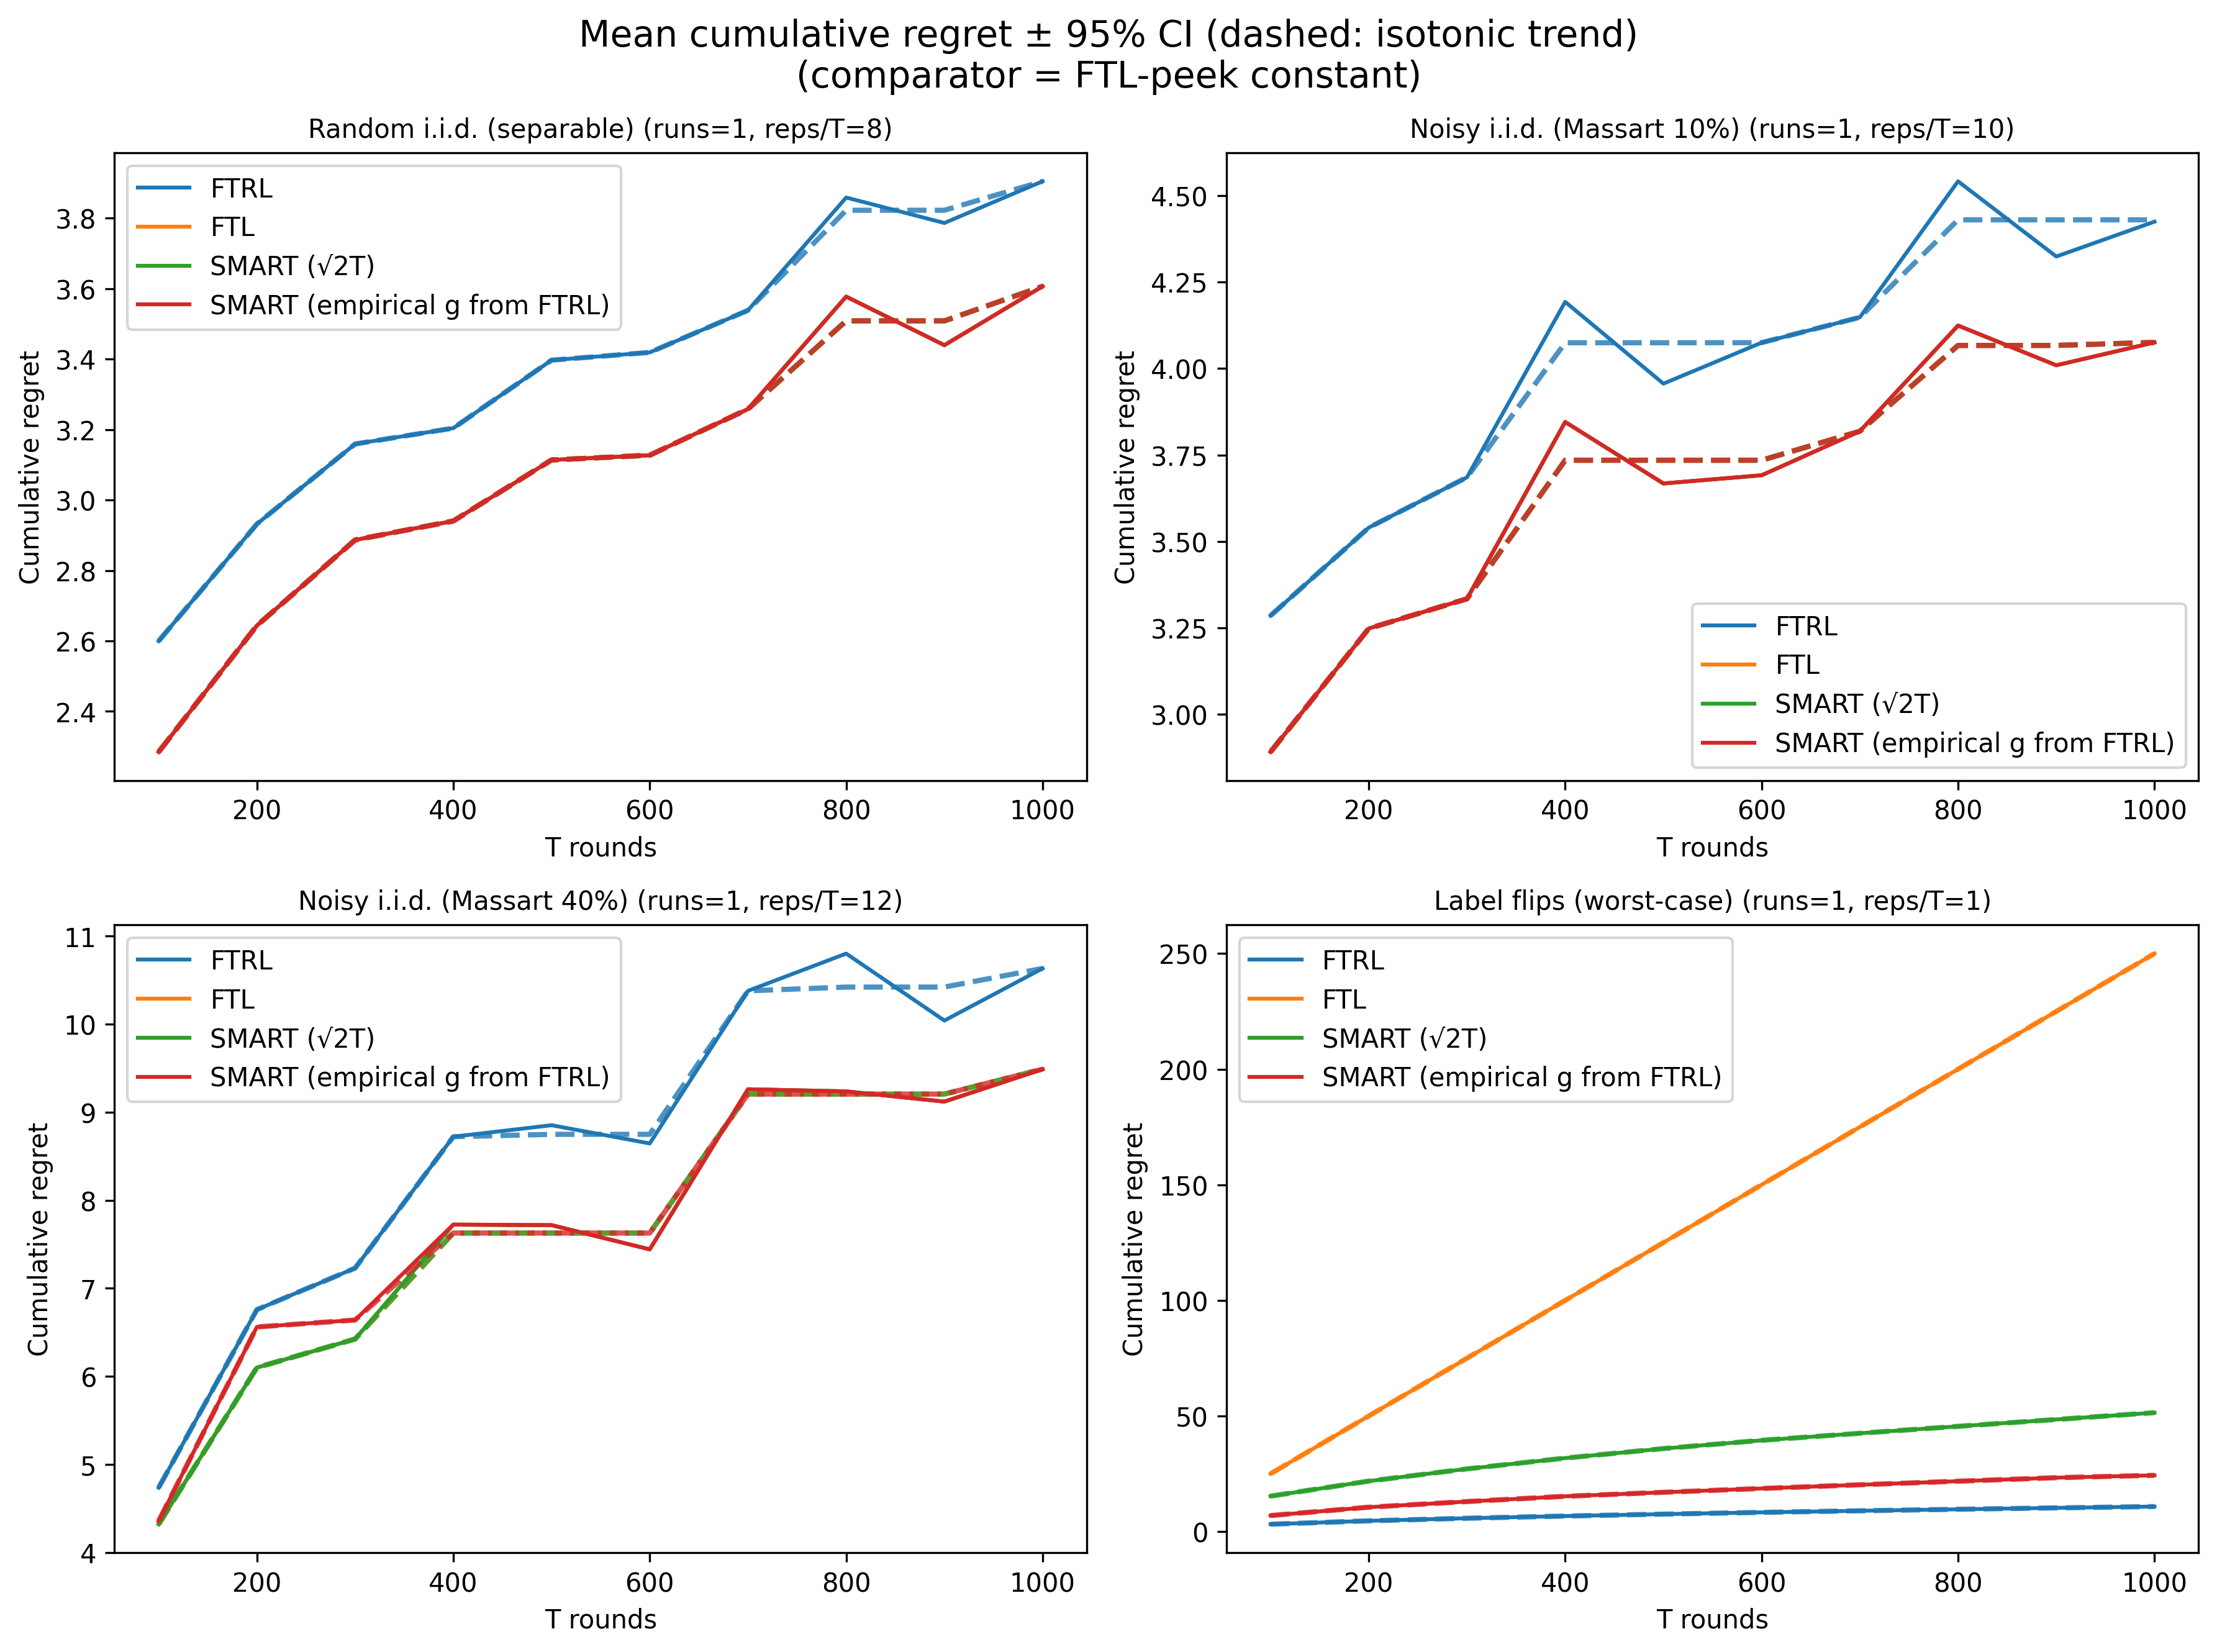 Mean cumulative regret ± 95% CI (dashed: isotonic trend)
(comparator = FTL-peek constant)
Random i.i.d. (separable) (runs=1, reps/T=8)
FTRL
FTL
SMART (√2T)
SMART (empirical g from FTRL)
3.8
3.6
3.4
3.2
3.0
2.8
2.6
2.4
Cumulative regret
200
400
600
800
1000
T rounds
Noisy i.i.d. (Massart 10%) (runs=1, reps/T=10)
4.50
4.25
4.00
3.75
3.50
3.25
3.00
Cumulative regret
FTRL
FTL
SMART (√2T)
SMART (empirical g from FTRL)
200
400
600
800
1000
T rounds
Noisy i.i.d. (Massart 40%) (runs=1, reps/T=12)
FTRL
FTL
SMART (√2T)
SMART (empirical g from FTRL)
11
10
9
8
7
6
5
4
Cumulative regret
200
400
600
800
1000
T rounds
Label flips (worst-case) (runs=1, reps/T=1)
FTRL
FTL
SMART (√2T)
SMART (empirical g from FTRL)
250
200
150
100
50
0
Cumulative regret
200
400
600
800
1000
T rounds